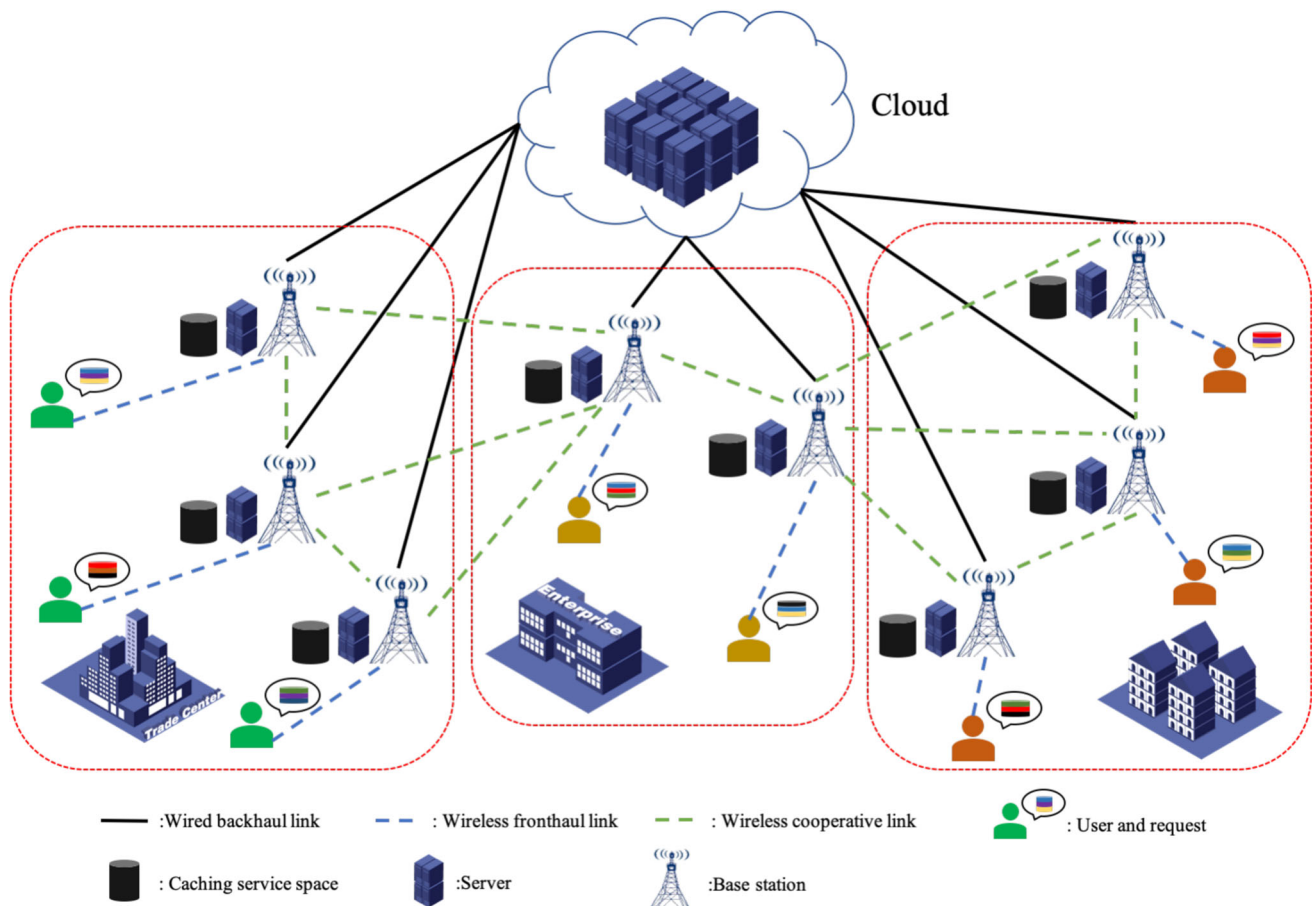 Cloud
Enterprise
Trade Center
:Wired backhaul link
: Wireless fronthaul link
: Wireless cooperative link
: User and request
: Caching service space
:Server
:Base station